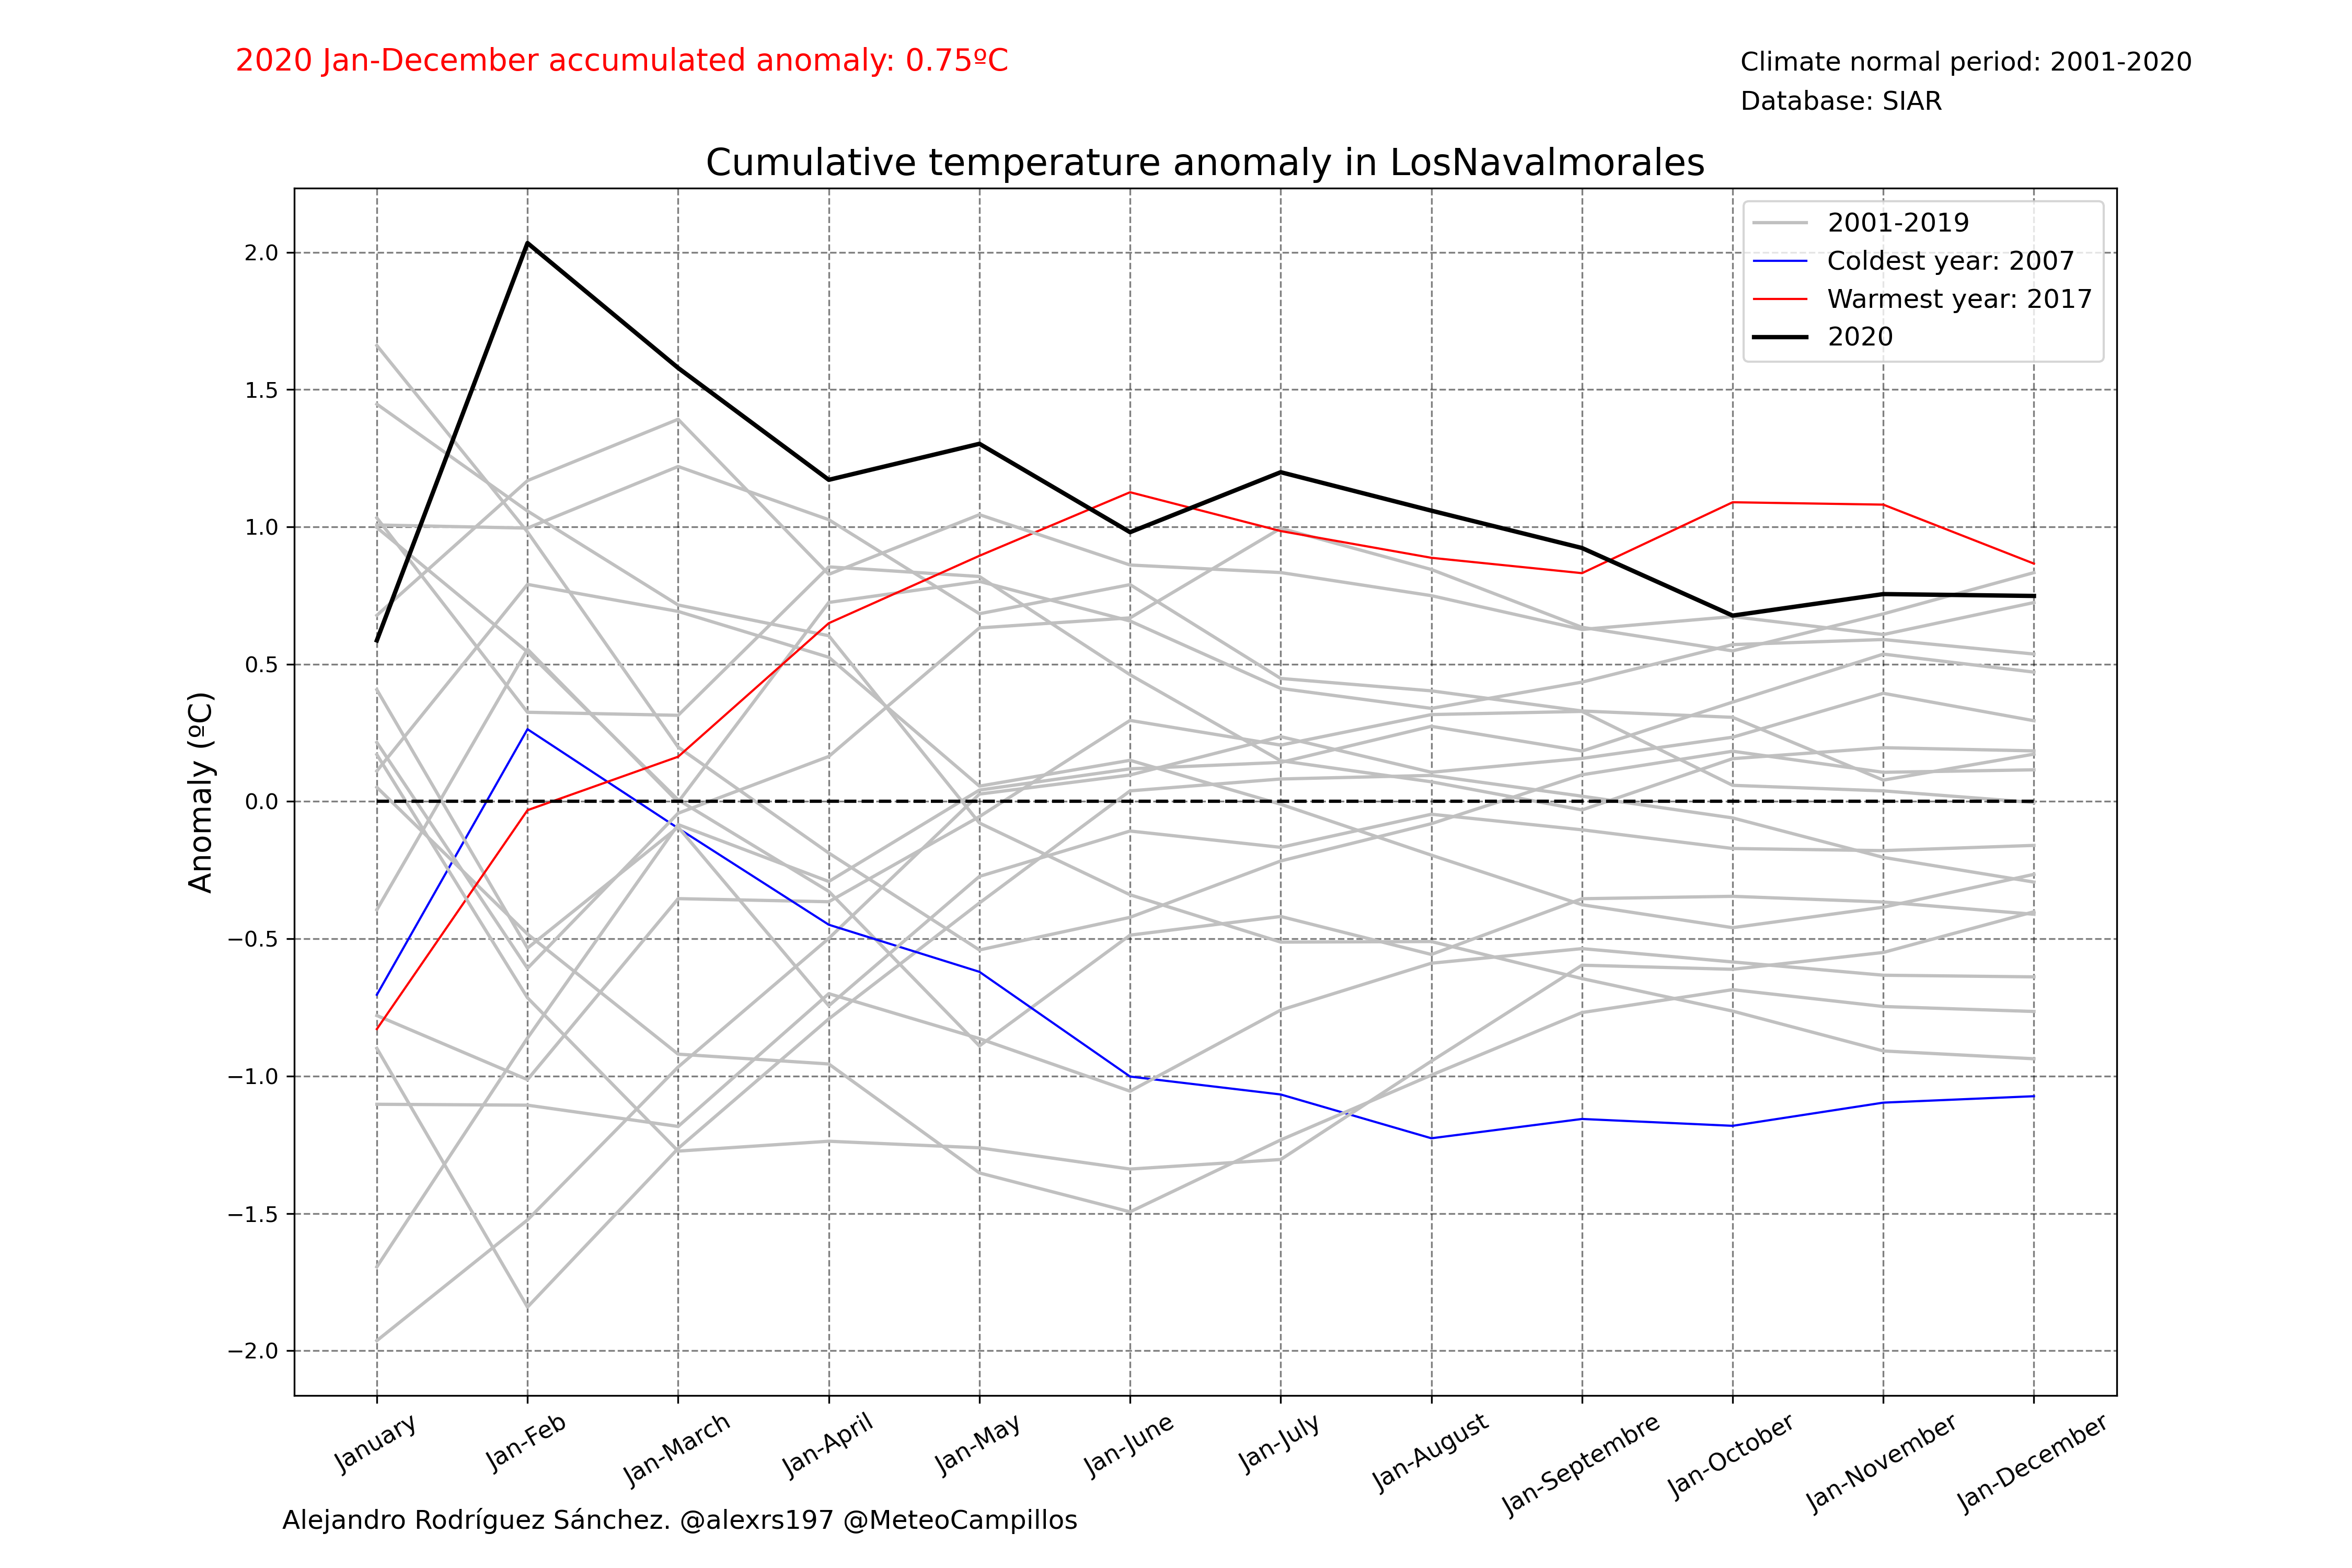 2020 Jan-December accumulated anomaly: 0.75ºC
Climate normal period: 2001-2020
Database: SIAR
Cumulative temperature anomaly in LosNavalmorales
2001-2019
Coldest year: 2007
Warmest year: 2017
2020
Anomaly (ºC)
2.0
1.5
1.0
0.5
0.0
−0.5
−1.0
−1.5
−2.0
January
Jan-Feb
Jan-March
Jan-April
Jan-May
Jan-June
Jan-July
Jan-August
Jan-Septembre
Jan-October
Jan-November
Jan-December
Alejandro Rodríguez Sánchez. @alexrs197 @MeteoCampillos